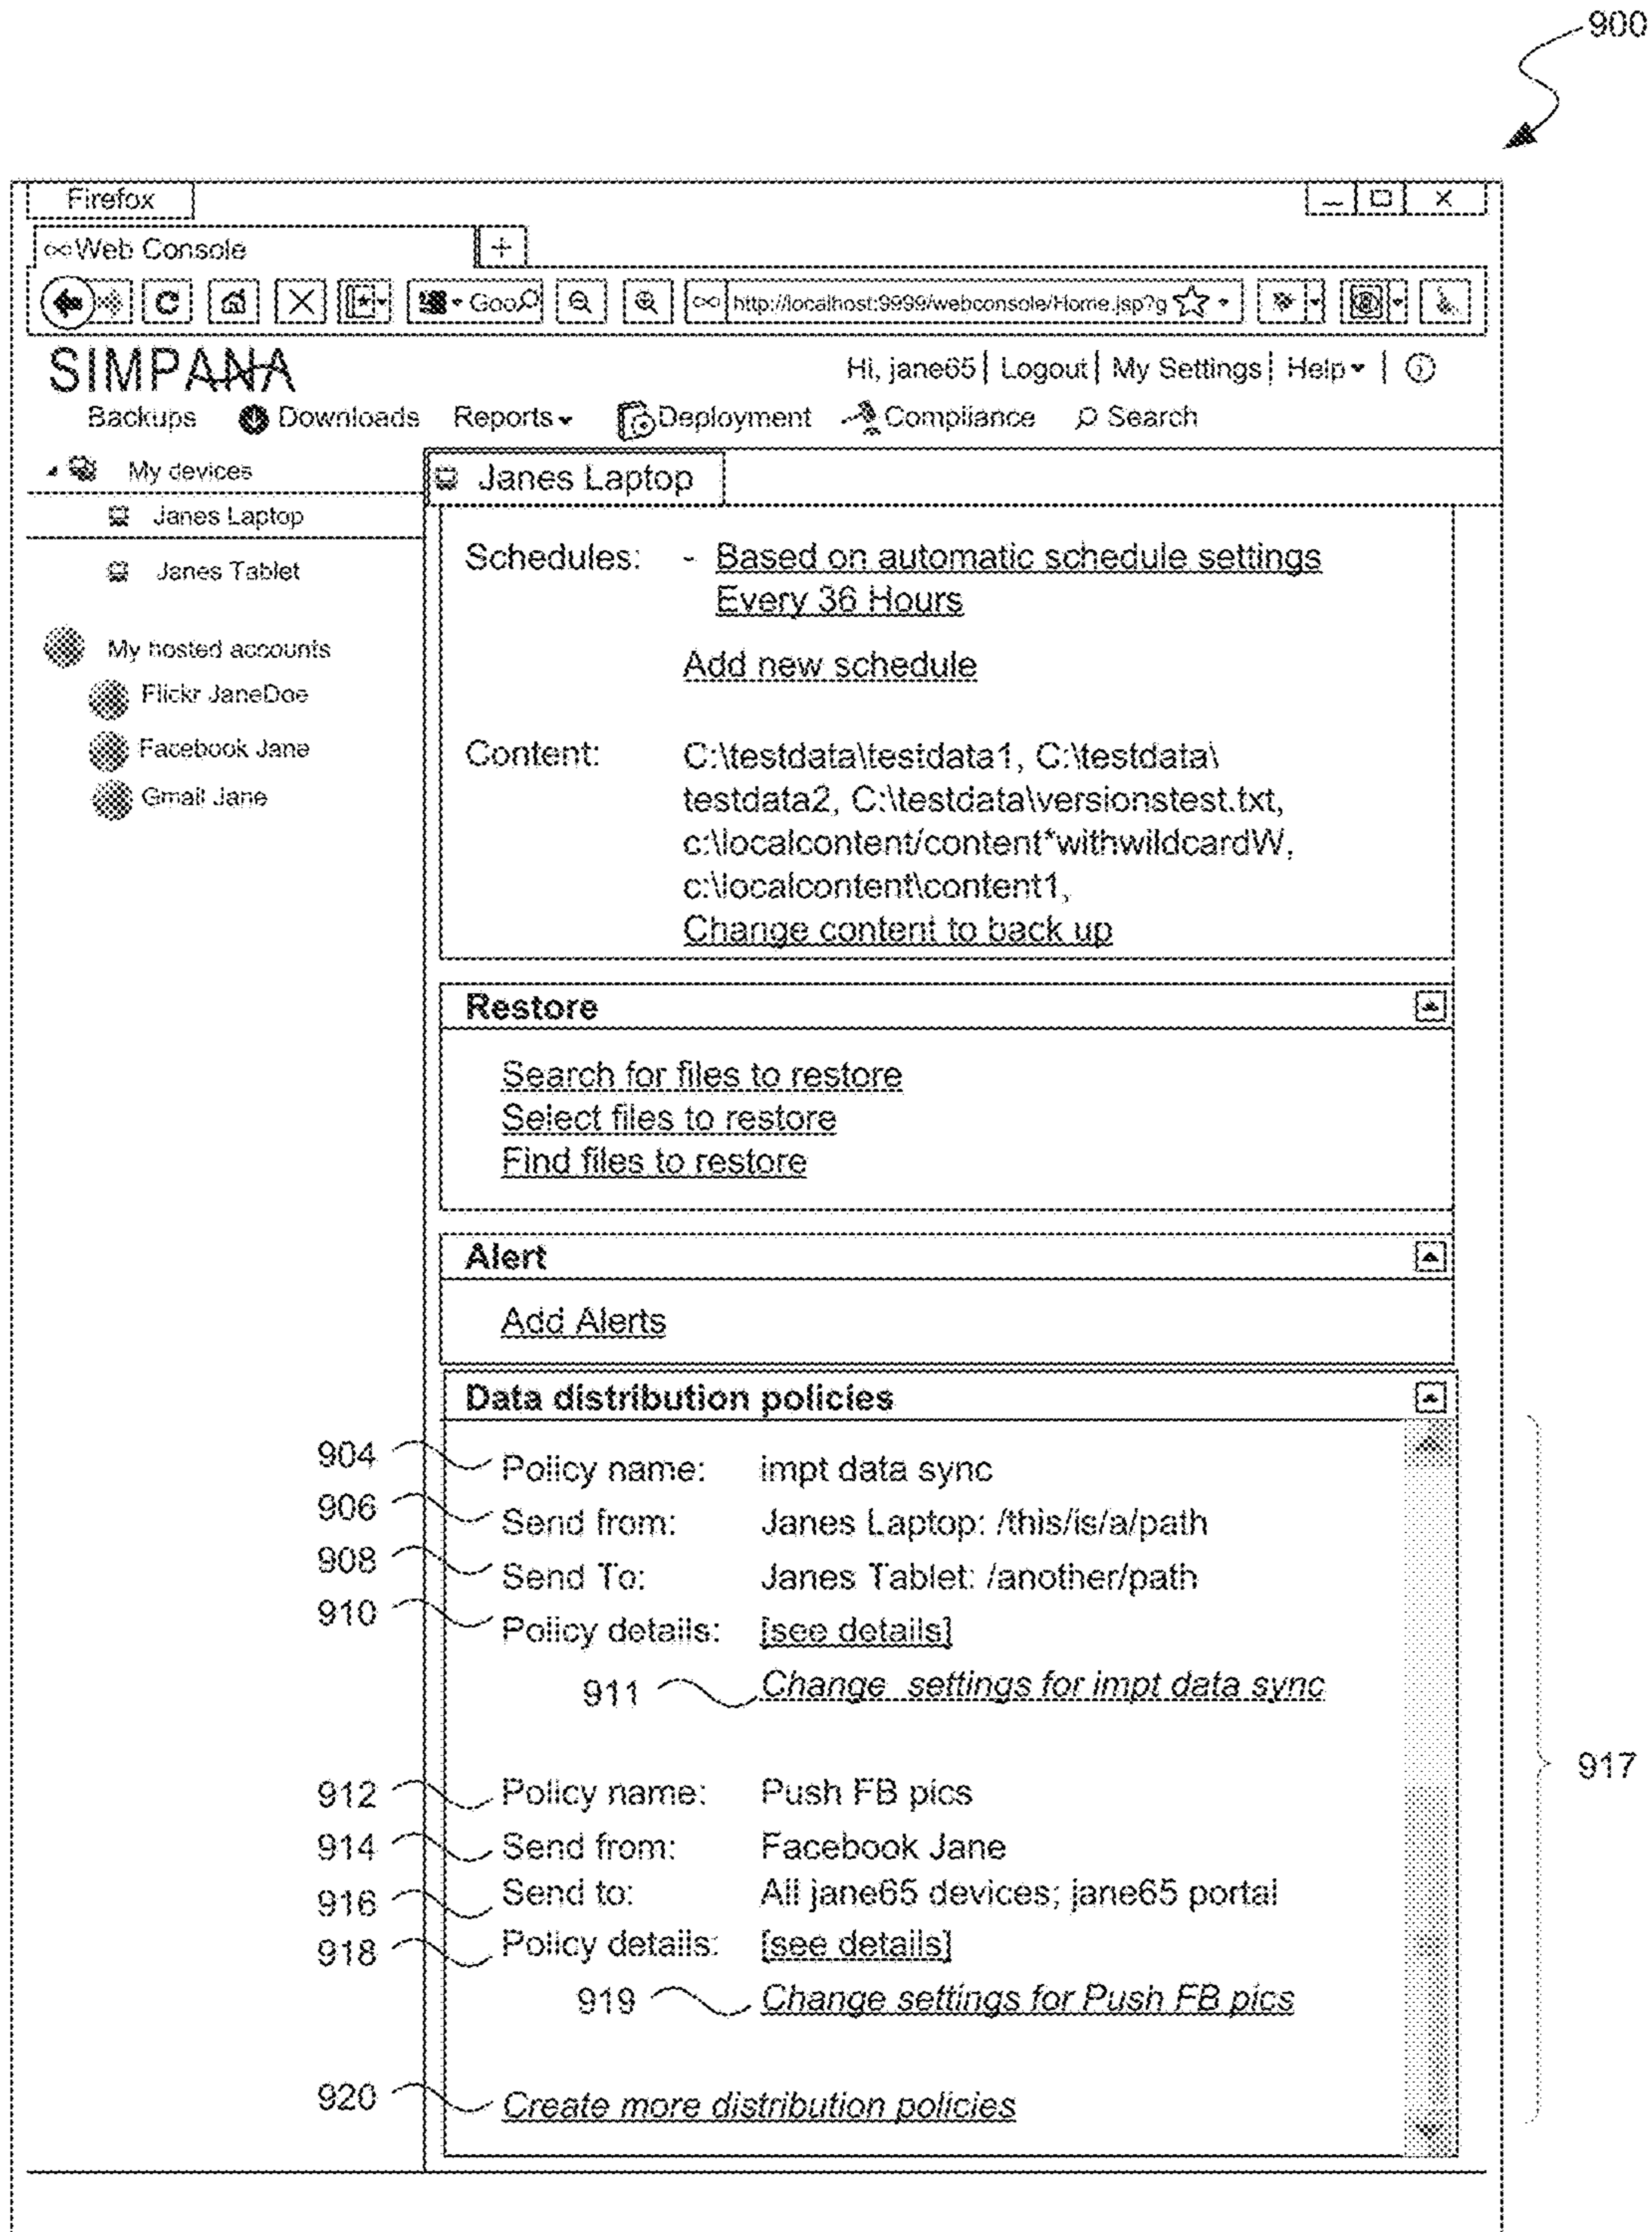 900
Firefox
Web Console
+
Goo
http://localhost:9999/webconsole/Home.jsp?g
SIMPANA
Hi, jane65 | Logout | My Settings | Help |
Backups Downloads Reports Deployment Compliance Search
My devices
Janes Laptop
Janes Tablet
My hosted accounts
Flickr JaneDoe
Facebook Jane
Gmail Jane
Janes Laptop
Schedules: - Based on automatic schedule settings
Every 36 Hours
Add new schedule
Content: C:\testdata\testdata1, C:\testdata\
testdata2, C:\testdata\versionstest.txt,
c:\localcontent/content*withwildcardW,
c:\localcontent\content1,
Change content to back up
Restore
Search for files to restore
Select files to restore
Find files to restore
Alert
Add Alerts
Data distribution policies
904 Policy name: impt data sync
906 Send from: Janes Laptop: /this/is/a/path
908 Send To: Janes Tablet: /another/path
910 Policy details: [see details]
911 Change settings for impt data sync
917
912 Policy name: Push FB pics
914 Send from: Facebook Jane
916 Send to: All jane65 devices; jane65 portal
918 Policy details: [see details]
919 Change settings for Push FB pics
920 Create more distribution policies